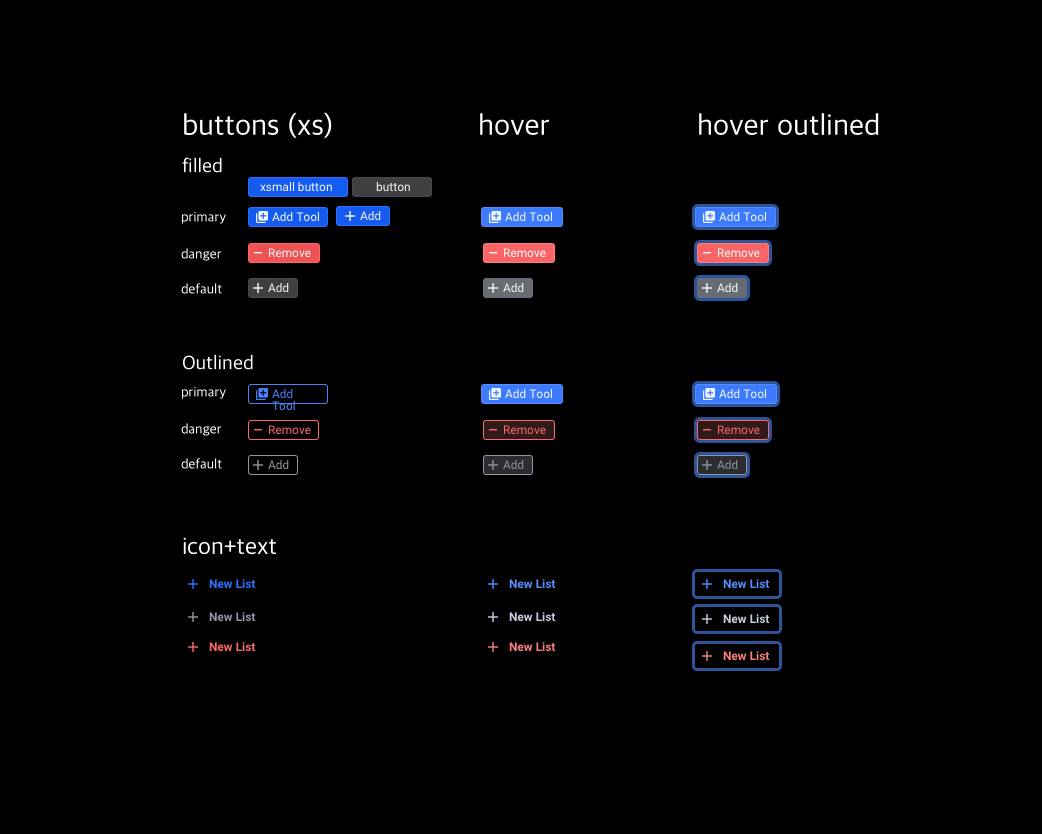 buttons (xs) hover hover outlined
filled
xsmall button button
primary Add Tool Add Add Tool Add Tool
danger Remove Remove Remove
default Add Add Add
Outlined
primary Add Tool Add Tool Add Tool
danger Remove Remove Remove
default Add Add Add
icon+text
New List New List New List
New List New List New List
New List New List New List